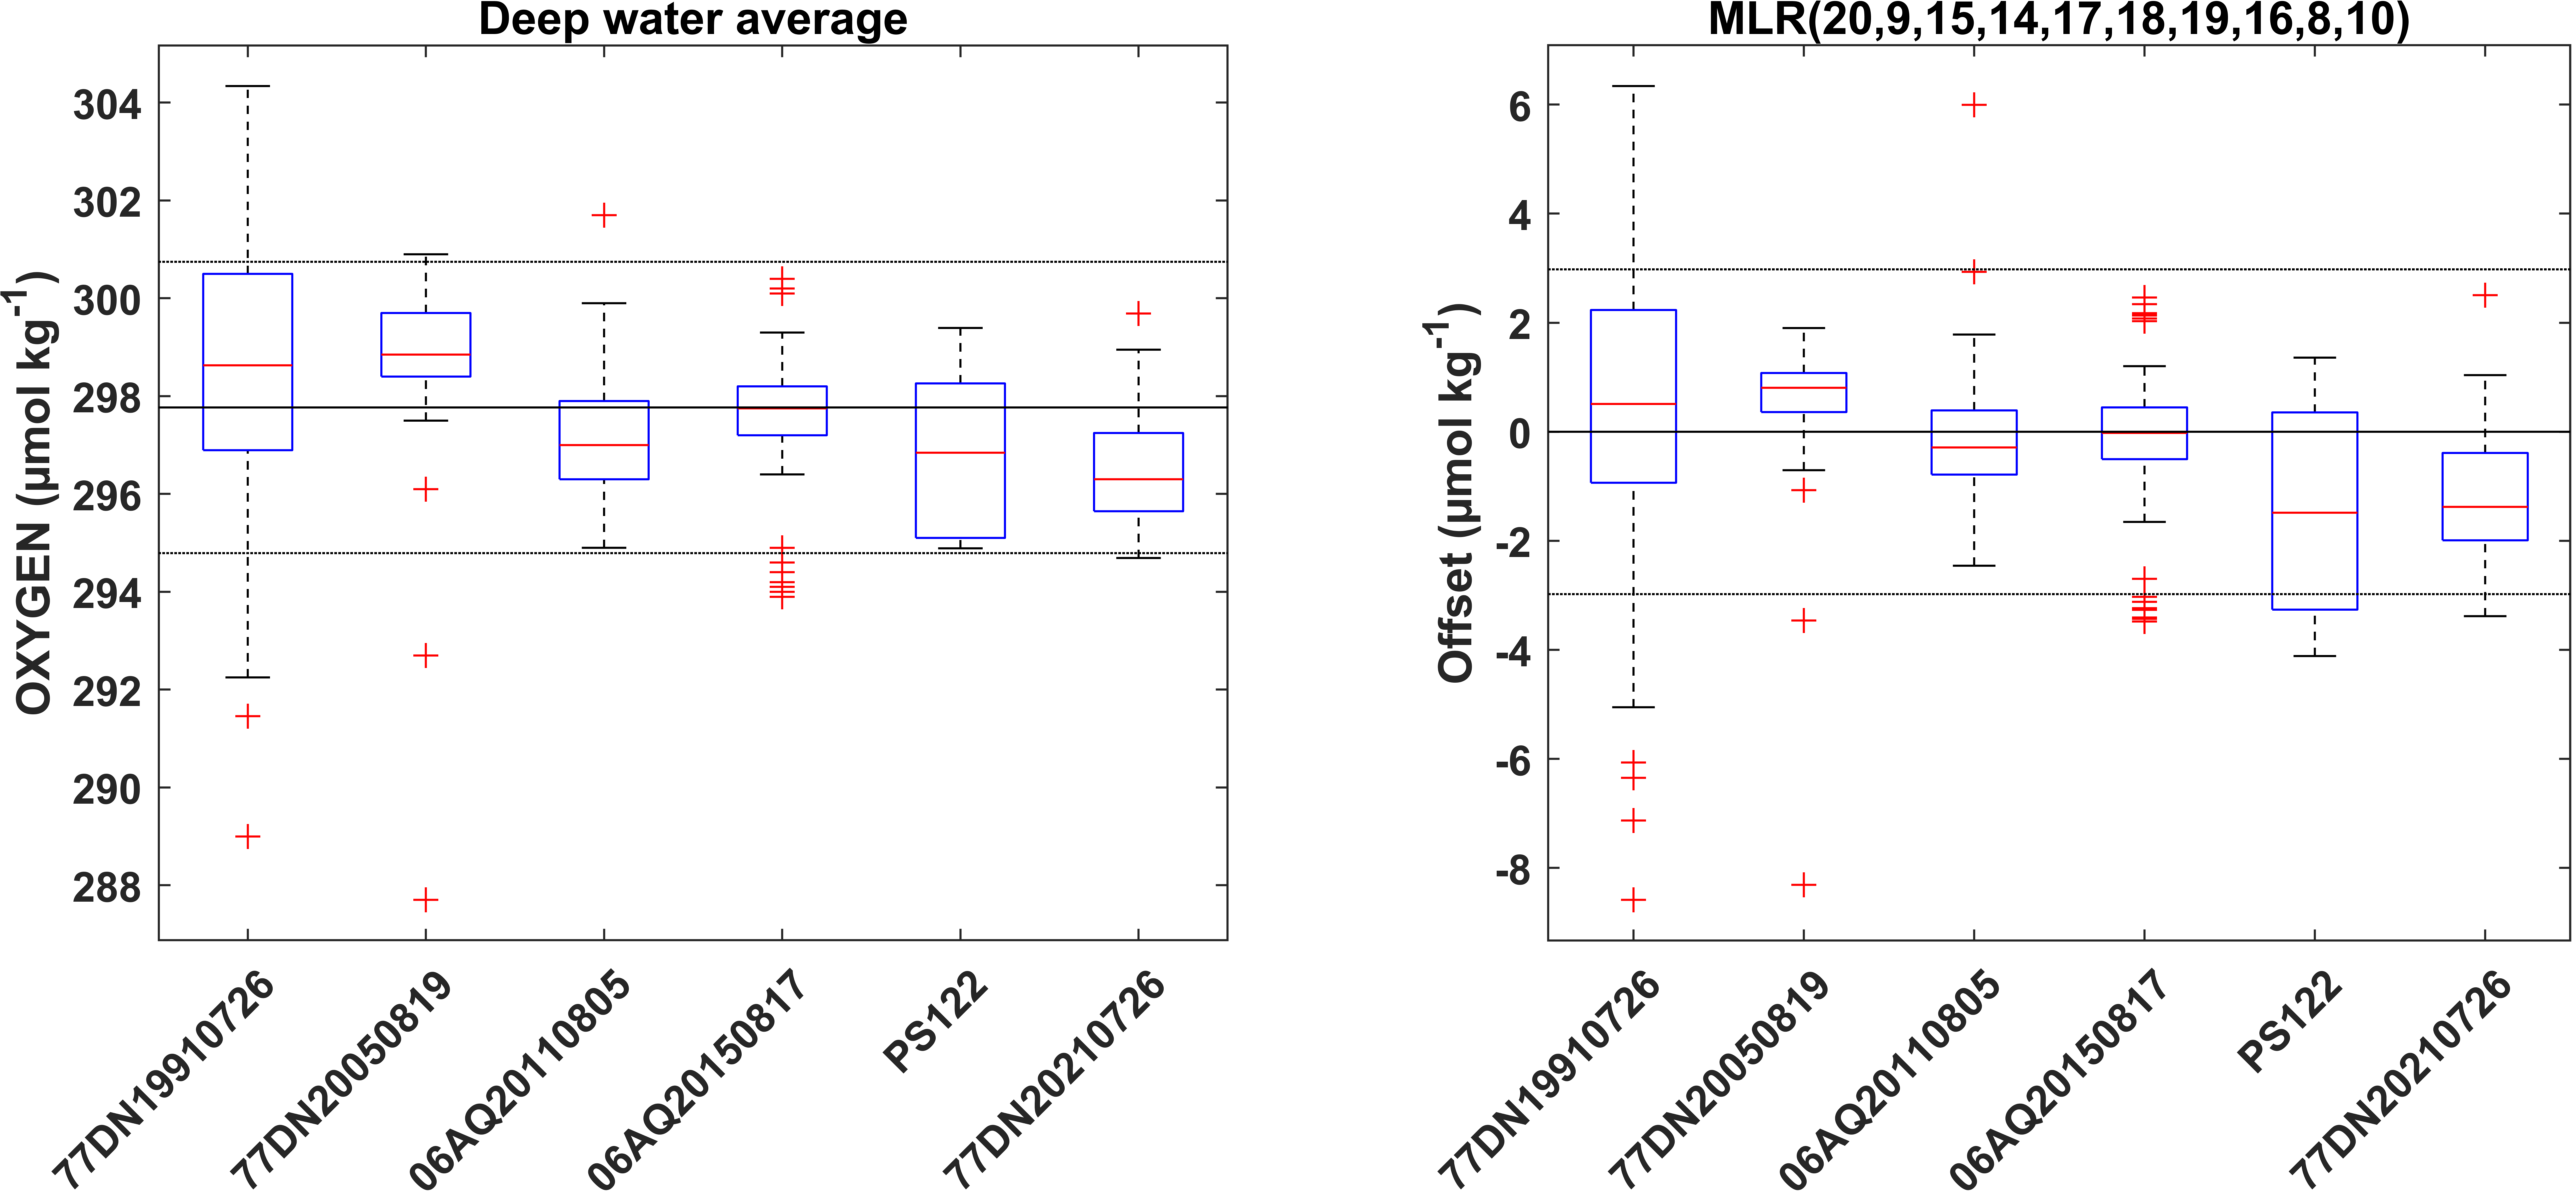 Deep water average
OXYGEN (µmol kg-1)
304
302
300
298
296
294
292
290
288
77DN19910726
77DN20050819
06AQ20110805
06AQ20150817
PS122
77DN20210726
MLR(20,9,15,14,17,18,19,16,8,10)
Offset (µmol kg-1)
6
4
2
0
-2
-4
-6
-8
77DN19910726
77DN20050819
06AQ20110805
06AQ20150817
PS122
77DN20210726